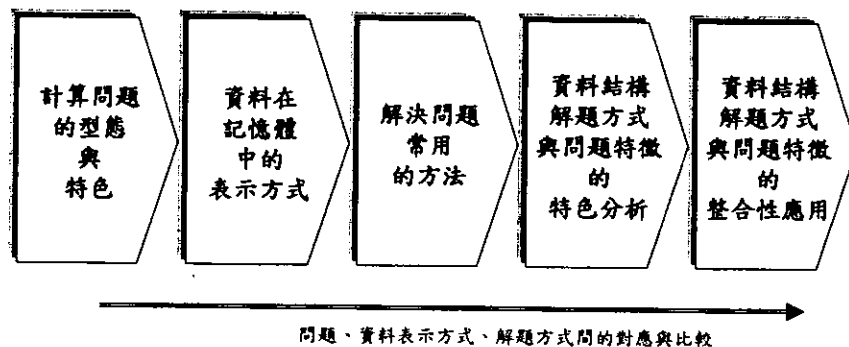 計算問題
的型態
與
特色
資料在
記憶體
中的
表示方式
解決問題
常用
的方法
資料結構
解題方式
與問題特徵
的
特色分析
資料結構
解題方式
與問題特徵
的
整合性應用
問題、資料表示方式、解題方式間的對應與比較